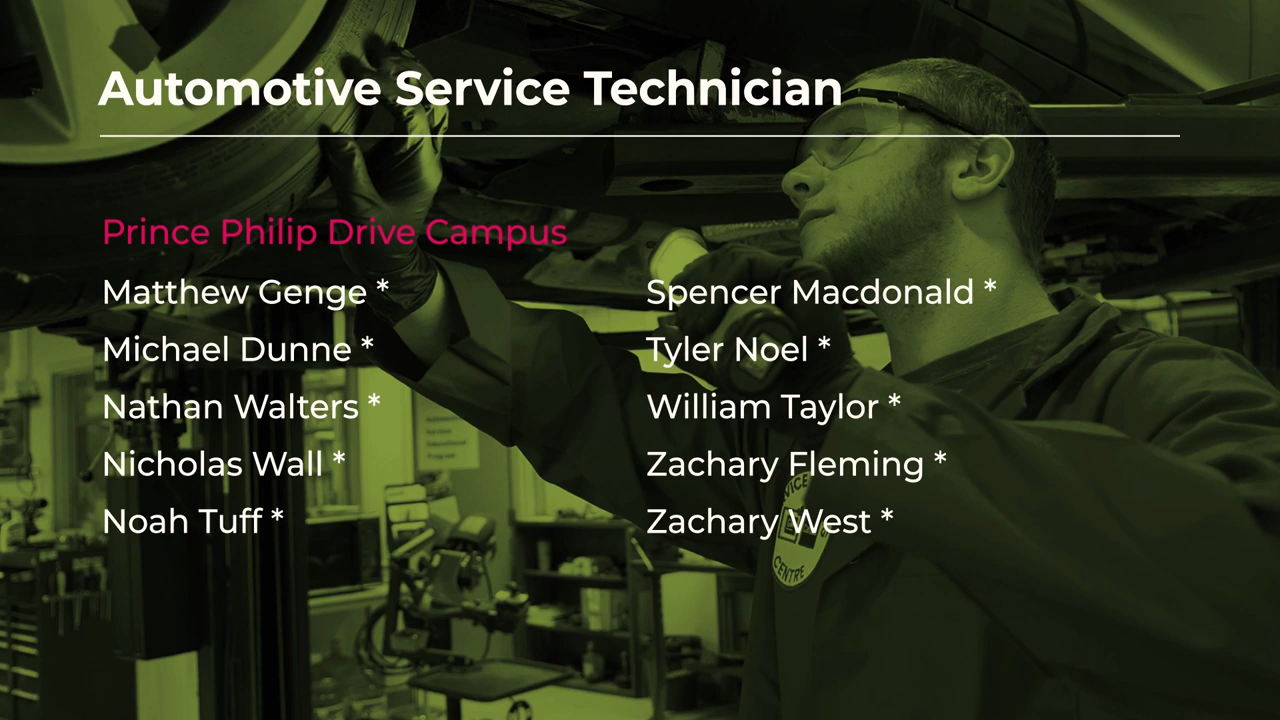 Automotive Service Technician
Prince Philip Drive Campus
Matthew Genge *
Michael Dunne *
Nathan Walters *
Nicholas Wall *
Noah Tuff *
Spencer Macdonald *
Tyler Noel *
William Taylor *
Zachary Fleming *
Zachary West *
CENTRE